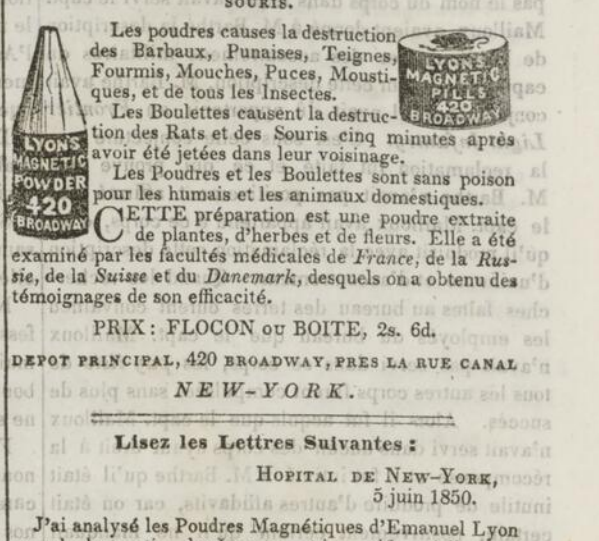 SOURIS.
Les poudres causes la destruction
des Barbaux, Punaises, Teignes,
Fourmis, Mouches, Puces, Mousti-
ques, et de tous les Insectes.
Les Boulettes causent la destruc-
tion des Rats et des Souris cinq minutes après
avoir été jetées dans leur voisinage.
Les Poudres et les Boulettes sont sans poison
pour les humais et les animaux domestiques.
LYON'S
MAGNETIC
POWDER
420
BROADWAY
LYON'S
MAGNETIC
PILLS
420
BROADWAY
CETTE préparation est une poudre extraite
de plantes, d'herbes et de fleurs. Elle a été
examiné par les facultés médicales de France, de la Rus-
sie, de la Suisse et du Danemark, desquels on a obtenu des
témoignages de son efficacité.
PRIX: FLOCON OU BOITE, 2s. 6d.
DEPOT PRINCIPAL, 420 BROADWAY, PRES LA RUE CANAL
NEW-YORK.
Lisez les Lettres Suivantes:
HOPITAL DE NEW-YORK,
5 juin 1850.
J'ai analysé les Poudres Magnétiques d'Emanuel Lyon